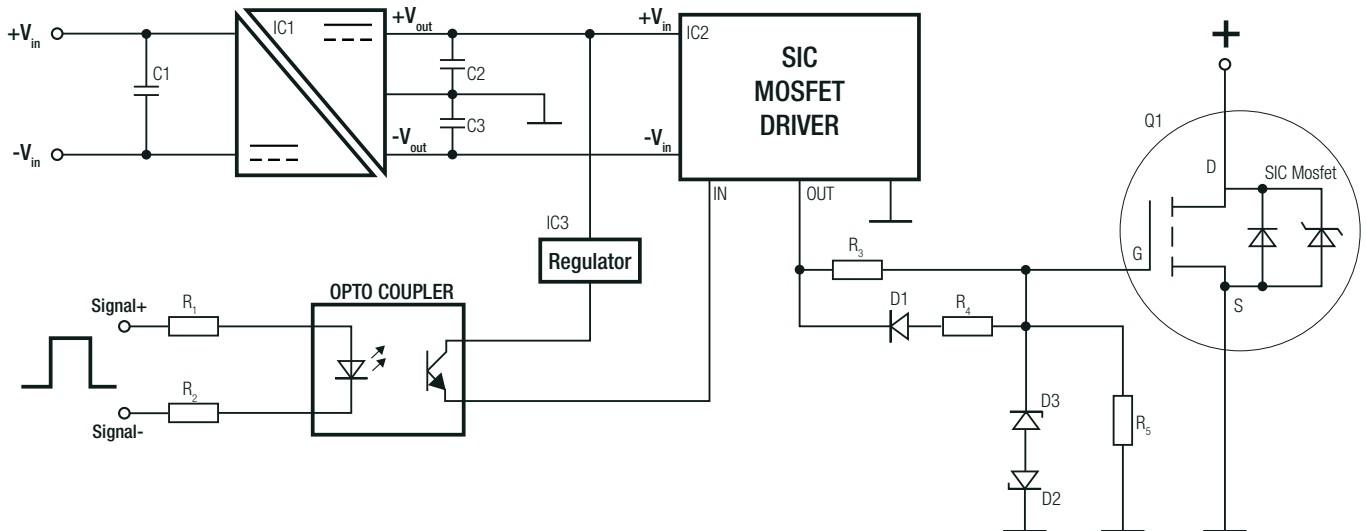 +Vin
-Vin
C1
IC1
+Vout
-Vout
C2
C3
+Vin
-Vin
IC2
SIC
MOSFET
DRIVER
IN
OUT
IC3
Regulator
OPTO COUPLER
Signal+
Signal-
R1
R2
R3
D1
R4
D3
D2
R5
+
Q1
D
SIC Mosfet
G
S